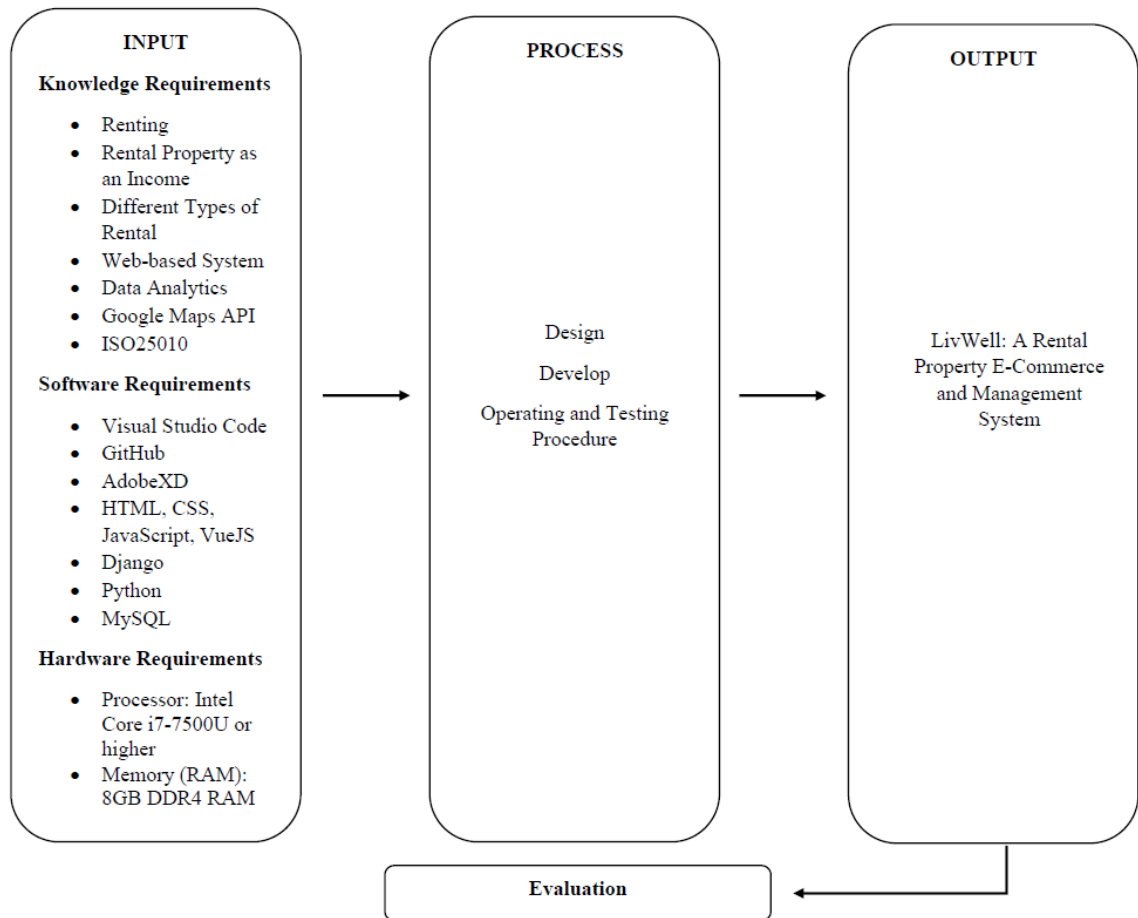 INPUT
Knowledge Requirements
• Renting
• Rental Property as
an Income
• Different Types of
Rental
• Web-based System
• Data Analytics
• Google Maps API
• ISO25010
Software Requirements
• Visual Studio Code
• GitHub
• AdobeXD
• HTML, CSS,
JavaScript, VueJS
• Django
• Python
• MySQL
Hardware Requirements
• Processor: Intel
Core i7-7500U or
higher
• Memory (RAM):
8GB DDR4 RAM
PROCESS
Design
Develop
Operating and Testing
Procedure
OUTPUT
LivWell: A Rental
Property E-Commerce
and Management
System
Evaluation